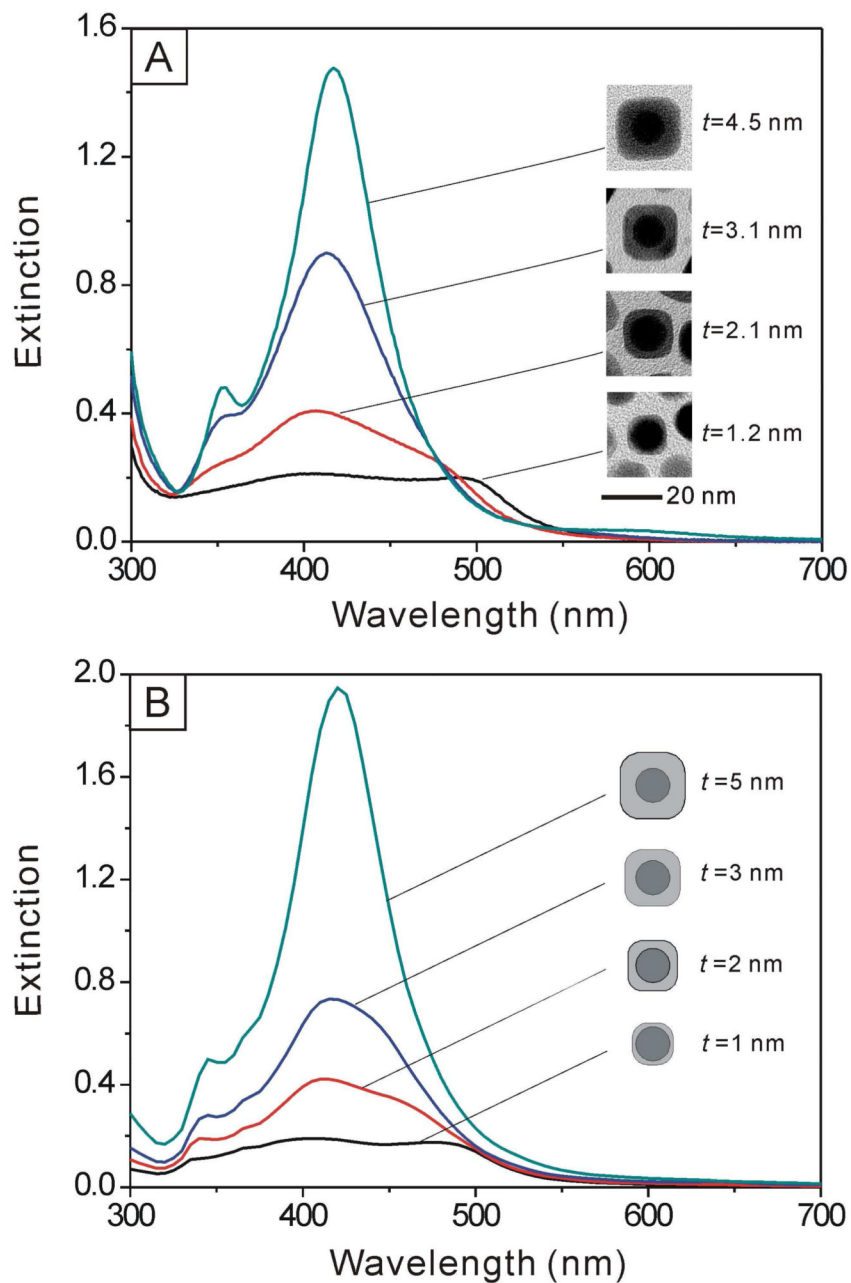 A
1.6
1.2
0.8
0.4
0.0
Extinction
300 400 500 600 700
Wavelength (nm)
t=4.5 nm
t=3.1 nm
t=2.1 nm
t=1.2 nm
20 nm
B
2.0
1.6
1.2
0.8
0.4
0.0
Extinction
300 400 500 600 700
Wavelength (nm)
t=5 nm
t=3 nm
t=2 nm
t=1 nm